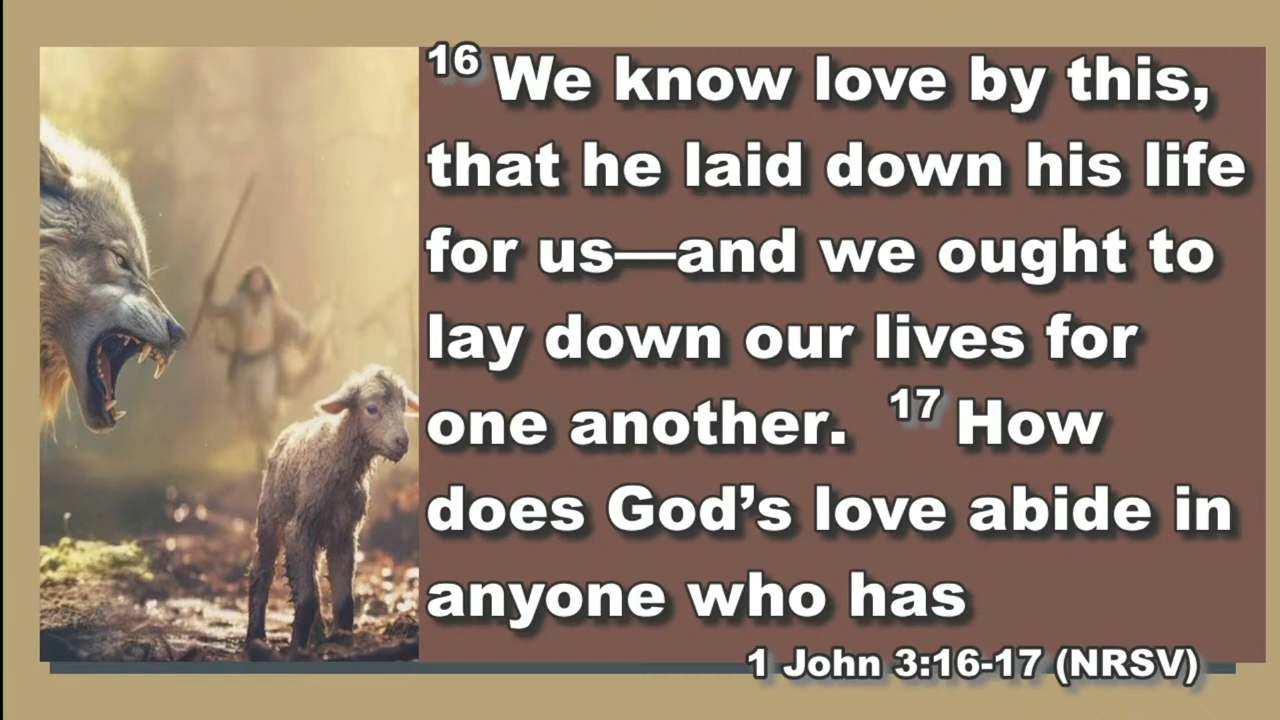 16 We know love by this,
that he laid down his life
for us—and we ought to
lay down our lives for
one another. 17 How
does God’s love abide in
anyone who has
1 John 3:16-17 (NRSV)